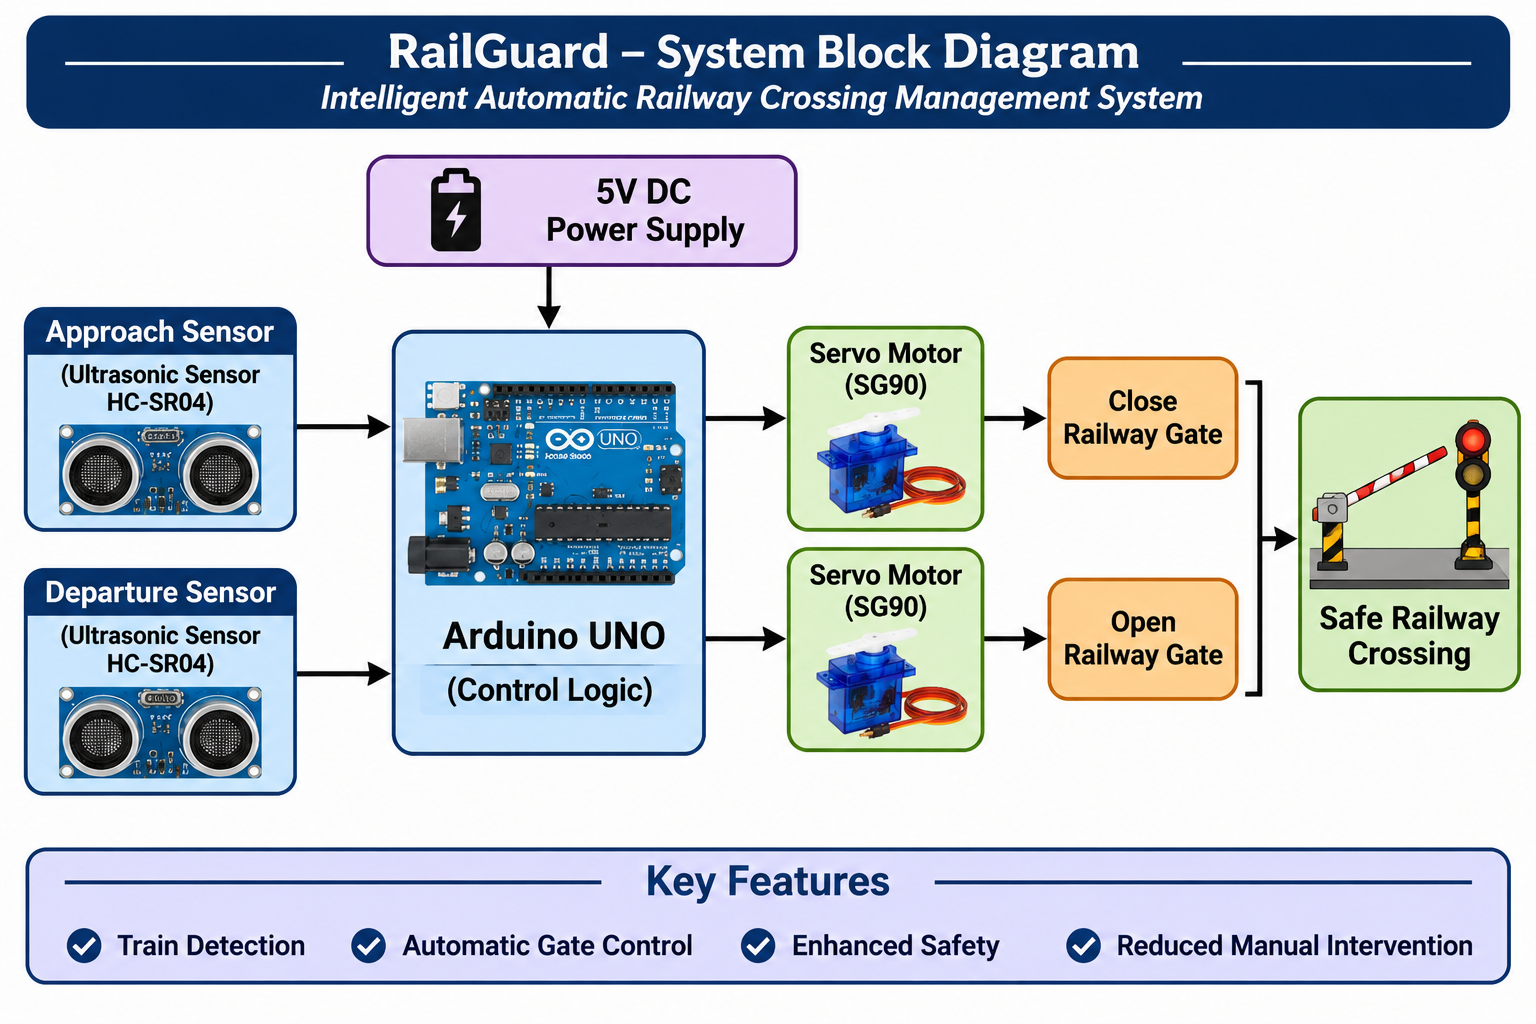 RailGuard – System Block Diagram
Intelligent Automatic Railway Crossing Management System
5V DC
Power Supply
Approach Sensor
(Ultrasonic Sensor
HC-SR04)
Departure Sensor
(Ultrasonic Sensor
HC-SR04)
UNO
Arduino UNO
(Control Logic)
Servo Motor
(SG90)
Servo Motor
(SG90)
Close
Railway Gate
Open
Railway Gate
Safe Railway
Crossing
Key Features
Train Detection
Automatic Gate Control
Enhanced Safety
Reduced Manual Intervention